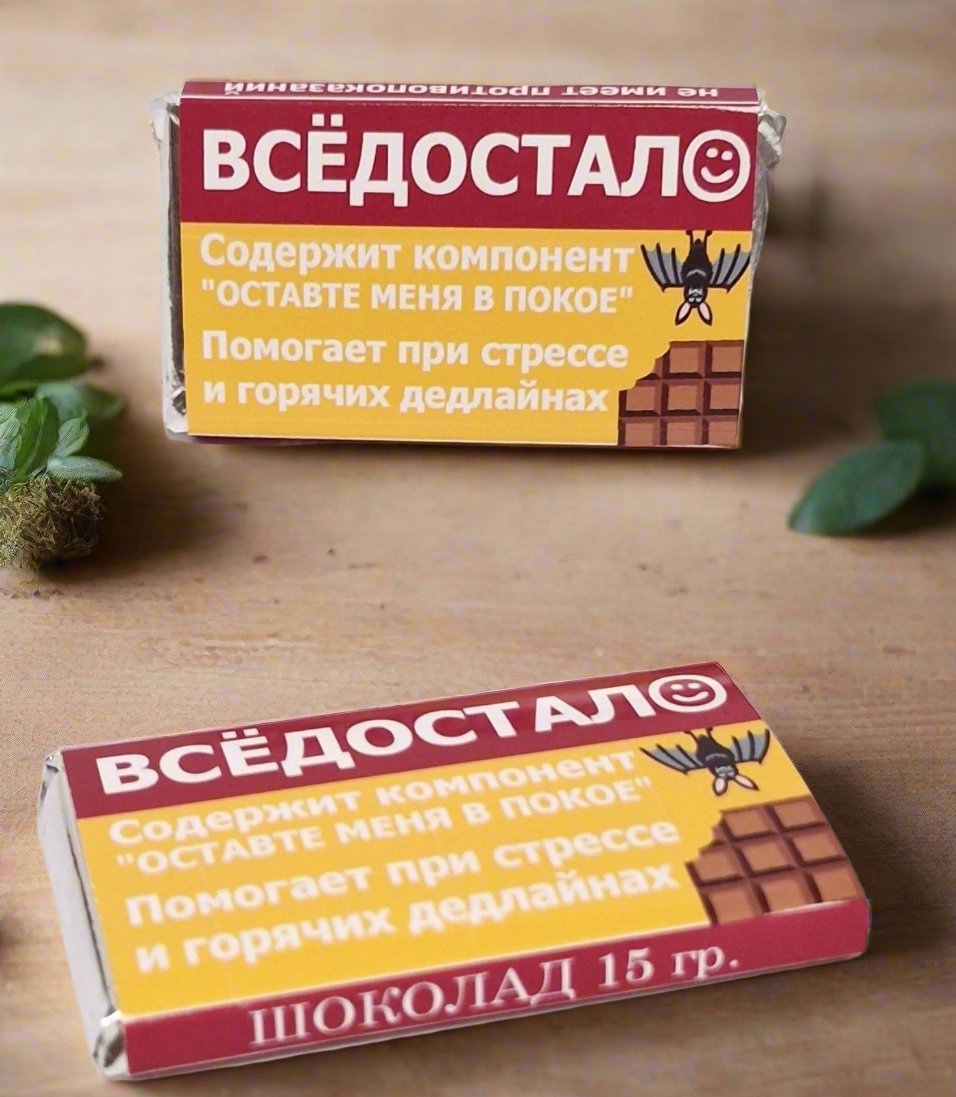 не имеет противопоказаний
ВСЁДОСТАЛО
Содержит компонент
"ОСТАВТЕ МЕНЯ В ПОКОЕ"
Помогает при стрессе
и горячих дедлайнах
ВСЁДОСТАЛО
Содержит компонент
"ОСТАВТЕ МЕНЯ В ПОКОЕ"
Помогает при стрессе
и горячих дедлайнах
ШОКОЛАД 15 гр.